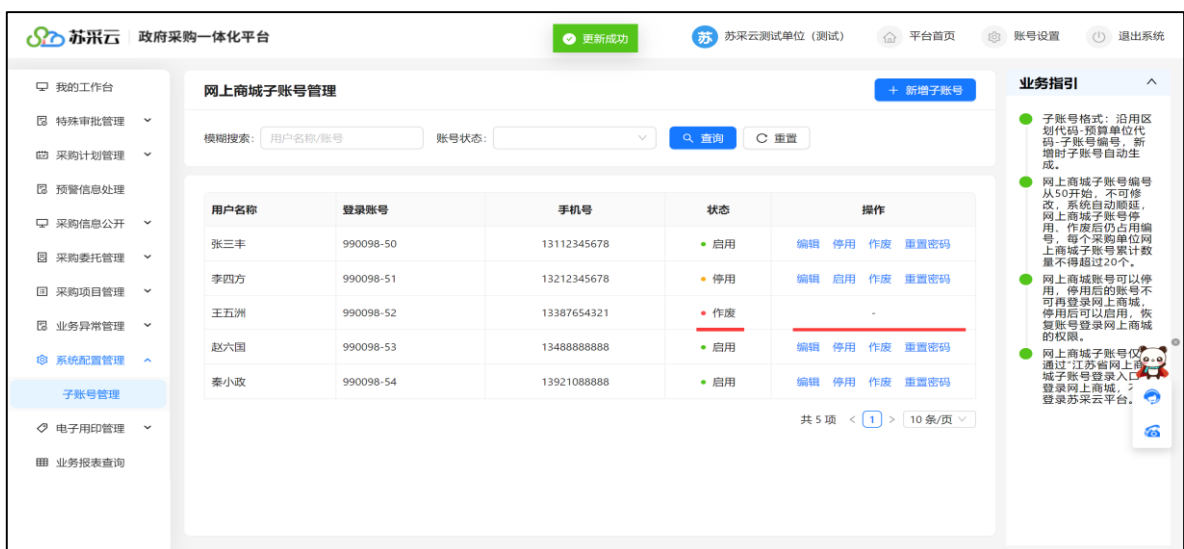 苏采云 政府采购一体化平台 更新成功 苏 苏采云测试单位（测试） 平台首页 账号设置 退出系统
我的工作台
特殊审批管理
采购计划管理
预警信息处理
采购信息公开
采购委托管理
采购项目管理
业务异常管理
系统配置管理
子账号管理
电子用印管理
业务报表查询
网上商城子账号管理 + 新增子账号
模糊搜索: 用户名称/账号 账号状态: 查询 重置
用户名称 登录账号 手机号 状态 操作
张三丰 990098-50 13112345678 启用 编辑 停用 作废 重置密码
李四方 990098-51 13212345678 停用 编辑 启用 作废 重置密码
王五洲 990098-52 13387654321 作废 -
赵六国 990098-53 13488888888 启用 编辑 停用 作废 重置密码
秦小政 990098-54 13921088888 启用 编辑 停用 作废 重置密码
共 5 项 < 1 > 10 条/页
业务指引
子账号格式：沿用区
划代码-预算单位代
码-子账号编号，新
增时子账号自动生
成。
网上商城子账号编号
从50开始，不可修
改，系统自动顺延，
网上商城子账号停
用、作废后仍占用编
号，每个采购单位网
上商城子账号累计数
量不得超过20个。
网上商城账号可以停
用，停用后的账号不
可再登录网上商城，
停用后可以启用，恢
复账号登录网上商城
的权限。
网上商城子账号仅
通过“江苏省网上商
城子账号登录入口
登录网上商城，
登录苏采云平台。